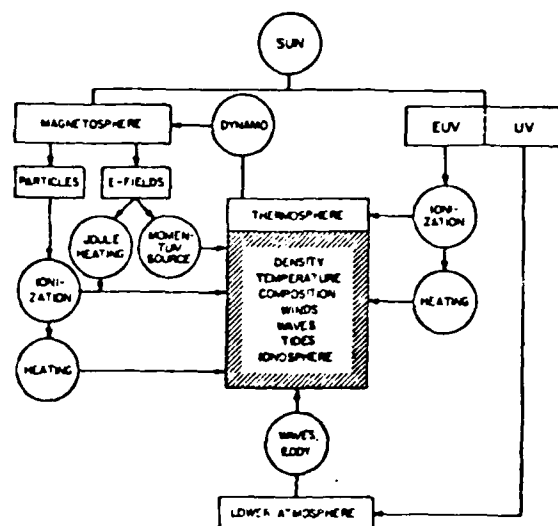 SUN
MAGNETOSPHERE
DYNAMO
EUV
UV
PARTICLES
E-FIELDS
IONI-
ZATION
THERMOSPHERE
JOULE
HEATING
MOMEN-
TUM
SOURCE
DENSITY
TEMPERATURE
COMPOSITION
WINDS
WAVES
TIDES
IONOSPHERE
IONI-
ZATION
HEATING
HEATING
WAVES,
EDDY
LOWER ATMOSPHERE